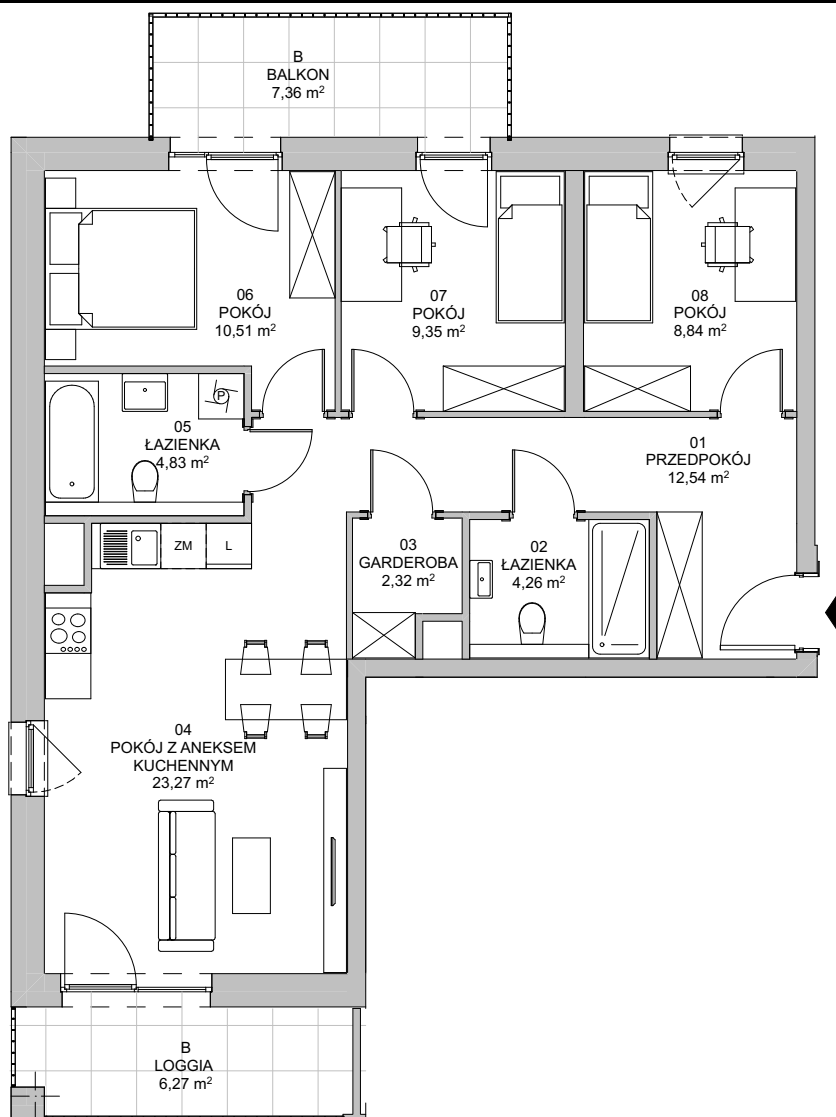 B
BALKON
7,36 m²
06
POKÓJ
10,51 m²
07
POKÓJ
9,35 m²
08
POKÓJ
8,84 m²
P
05
ŁAZIENKA
4,83 m²
01
PRZEDPOKÓJ
12,54 m²
ZM
L
03
GARDEROBA
2,32 m²
02
ŁAZIENKA
4,26 m²
04
POKÓJ Z ANEKSEM
KUCHENNYM
23,27 m²
B
LOGGIA
6,27 m²